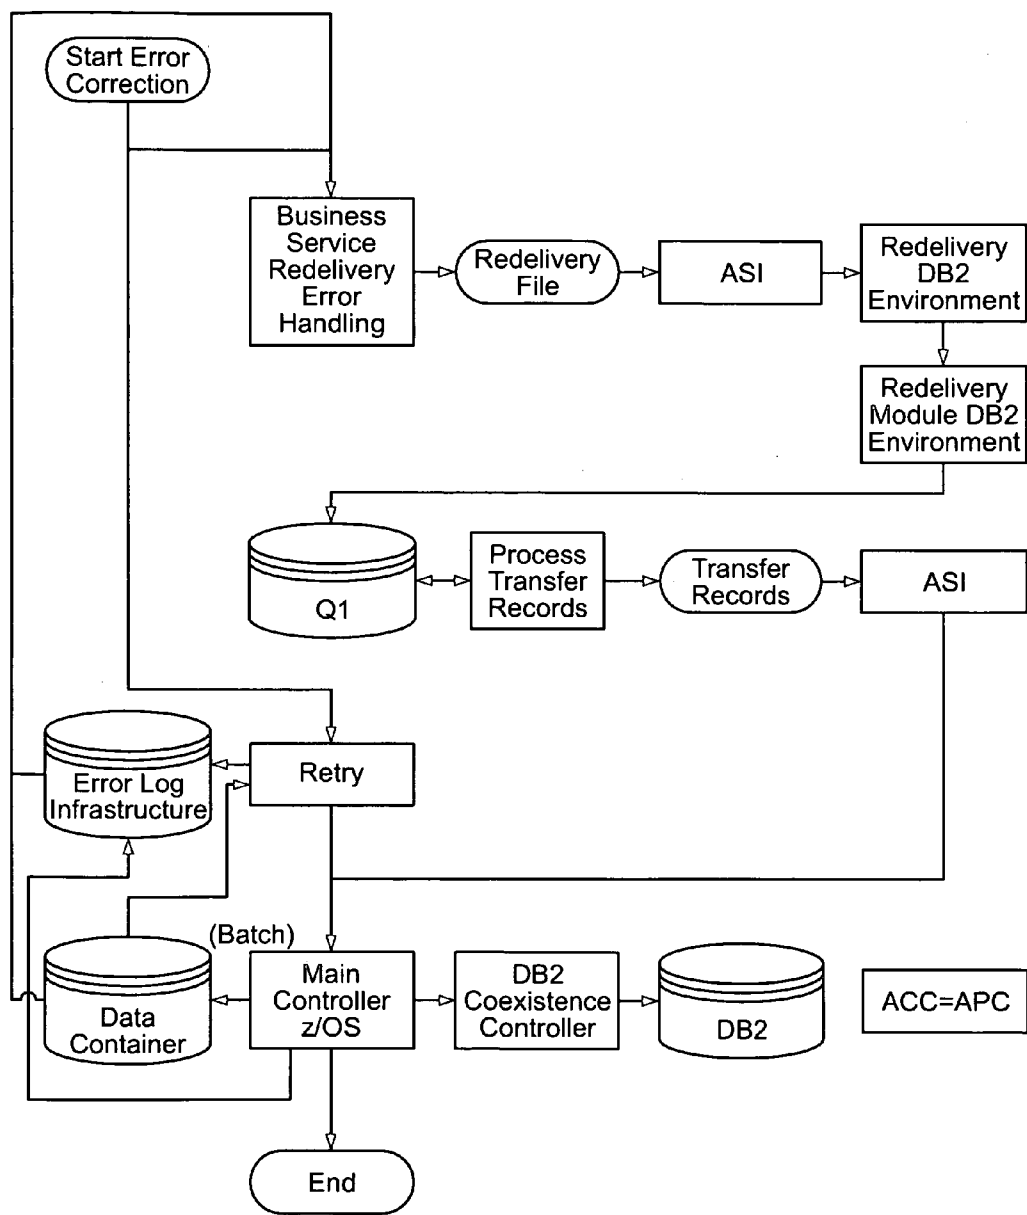 Start Error
Correction
Business
Service
Redelivery
Error
Handling
Redelivery
File
ASI
Redelivery
DB2
Environment
Redelivery
Module DB2
Environment
Q1
Process
Transfer
Records
Transfer
Records
ASI
Error Log
Infrastructure
Retry
(Batch)
Data
Container
Main
Controller
z/OS
DB2
Coexistence
Controller
DB2
ACC=APC
End